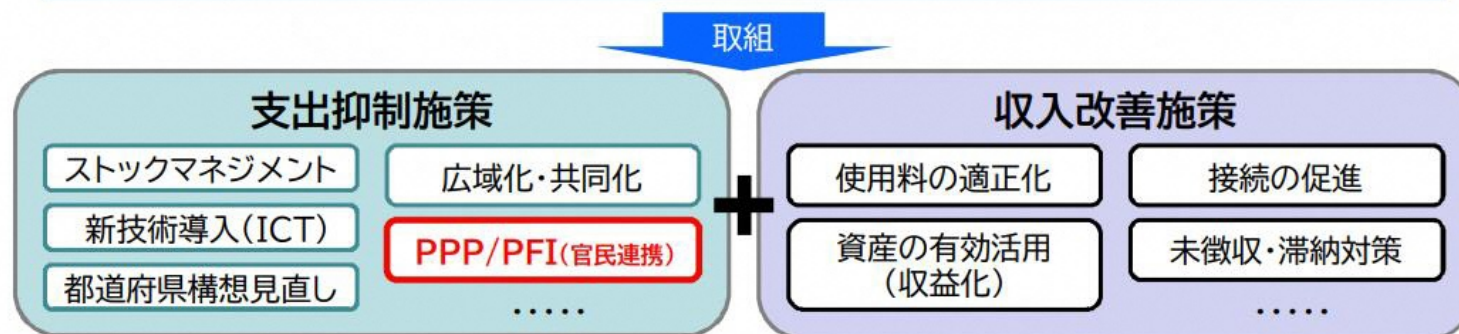 取組
支出抑制施策
ストックマネジメント
新技術導入(ICT)
都道府県構想見直し
広域化・共同化
PPP/PFI(官民連携)
・・・・・
+
収入改善施策
使用料の適正化
資産の有効活用
(収益化)
接続の促進
未徴収・滞納対策
・・・・・